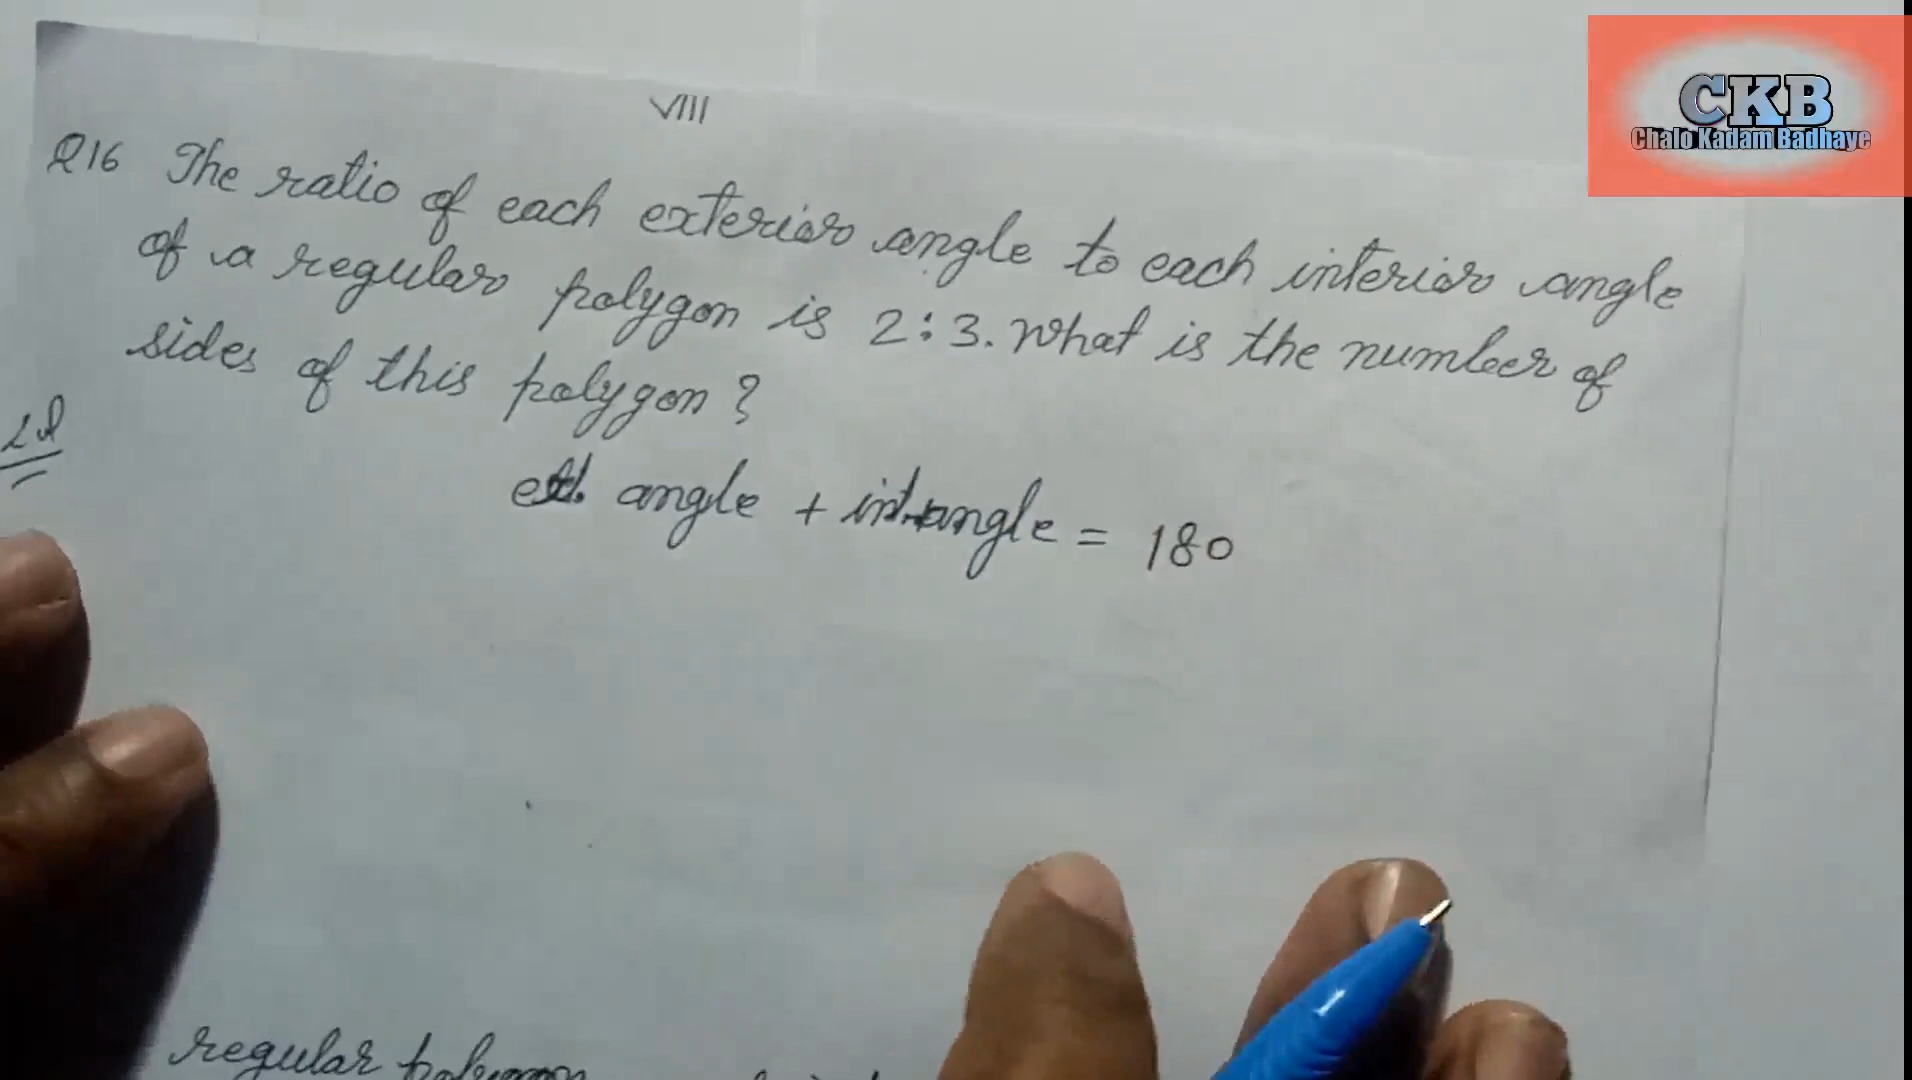 CKB
Chalo Kadam Badhaye
VIII
Q16 The ratio of each exterior angle to each interior angle
of a regular polygon is 2:3. What is the number of
sides of this polygon?
ext. angle + int. angle = 180
regular polygon